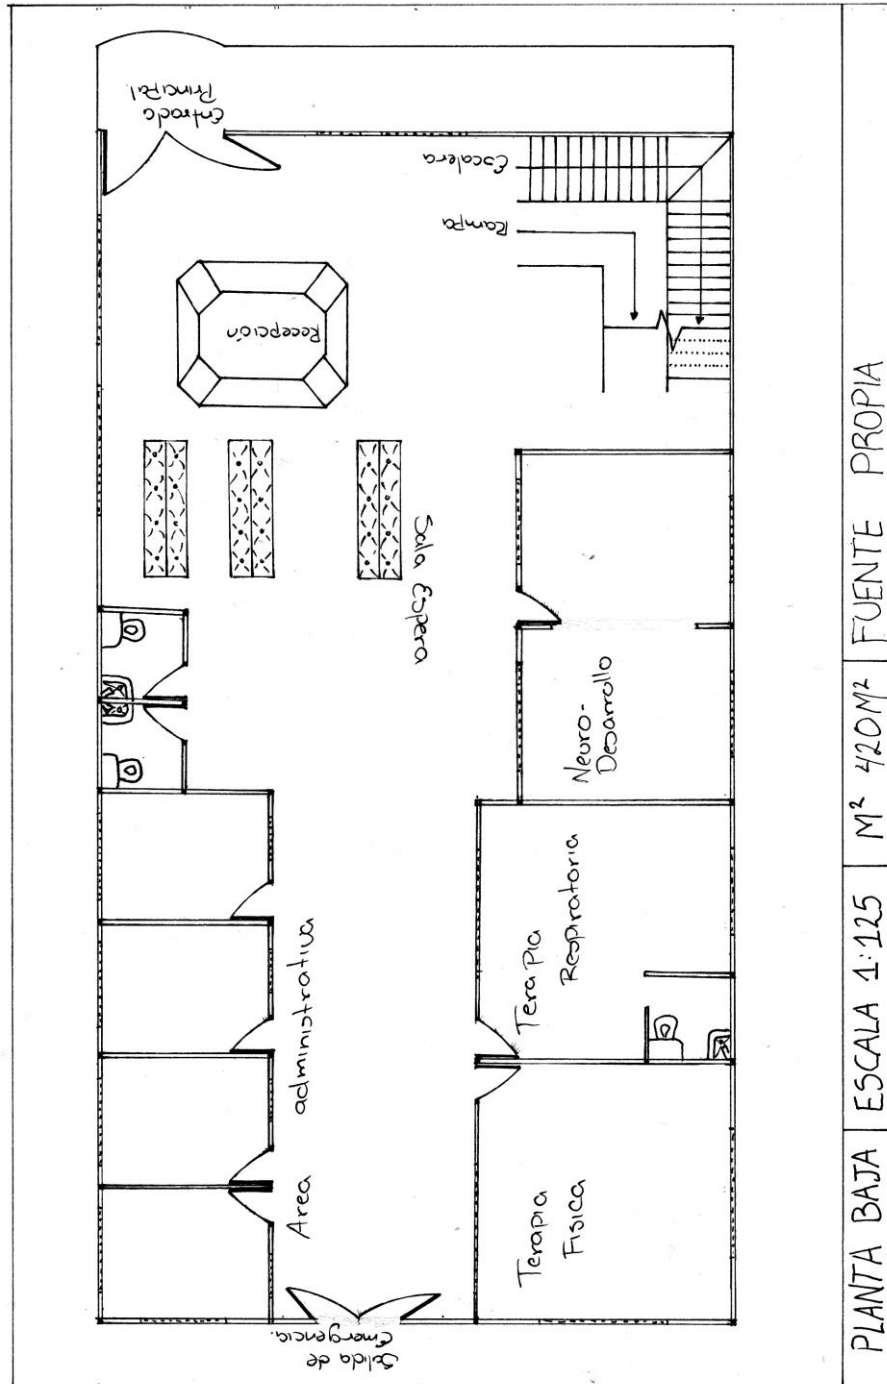 Entrada
Principal.
Escalera
Rampa
Recepción
Sala Espera
Neuro-
Desarrollo
Terapia
Respiratoria
Area administrativa
Terapia
Fisica
Salida de
Emergencia.
PLANTA BAJA
ESCALA 1:125
M² 420M²
FUENTE PROPIA